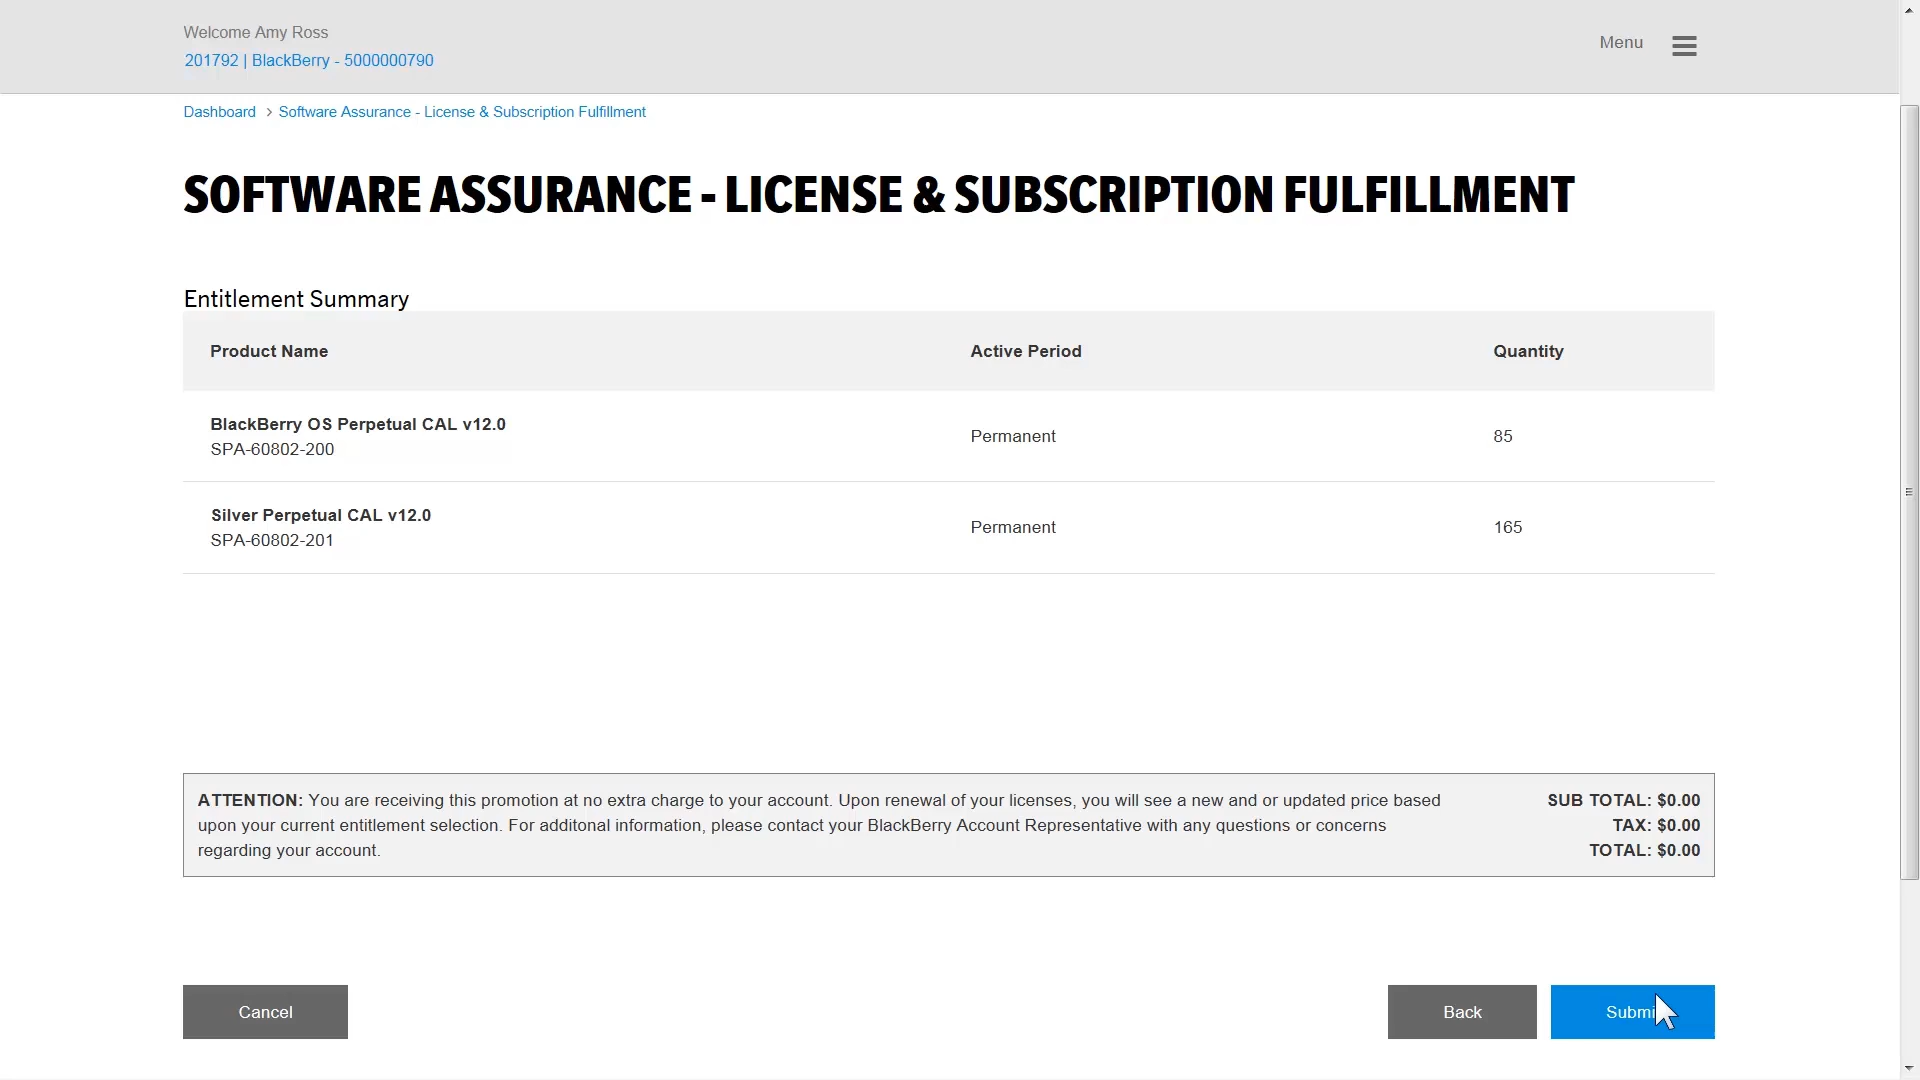 Welcome Amy Ross
Menu
201792 | BlackBerry - 5000000790
Dashboard > Software Assurance - License & Subscription Fulfillment
SOFTWARE ASSURANCE - LICENSE & SUBSCRIPTION FULFILLMENT
Entitlement Summary
Product Name Active Period Quantity
BlackBerry OS Perpetual CAL v12.0
SPA-60802-200
Permanent 85
Silver Perpetual CAL v12.0
SPA-60802-201
Permanent 165
ATTENTION: You are receiving this promotion at no extra charge to your account. Upon renewal of your licenses, you will see a new and or updated price based
upon your current entitlement selection. For additonal information, please contact your BlackBerry Account Representative with any questions or concerns
regarding your account.
SUB TOTAL: $0.00
TAX: $0.00
TOTAL: $0.00
Cancel Back Submi